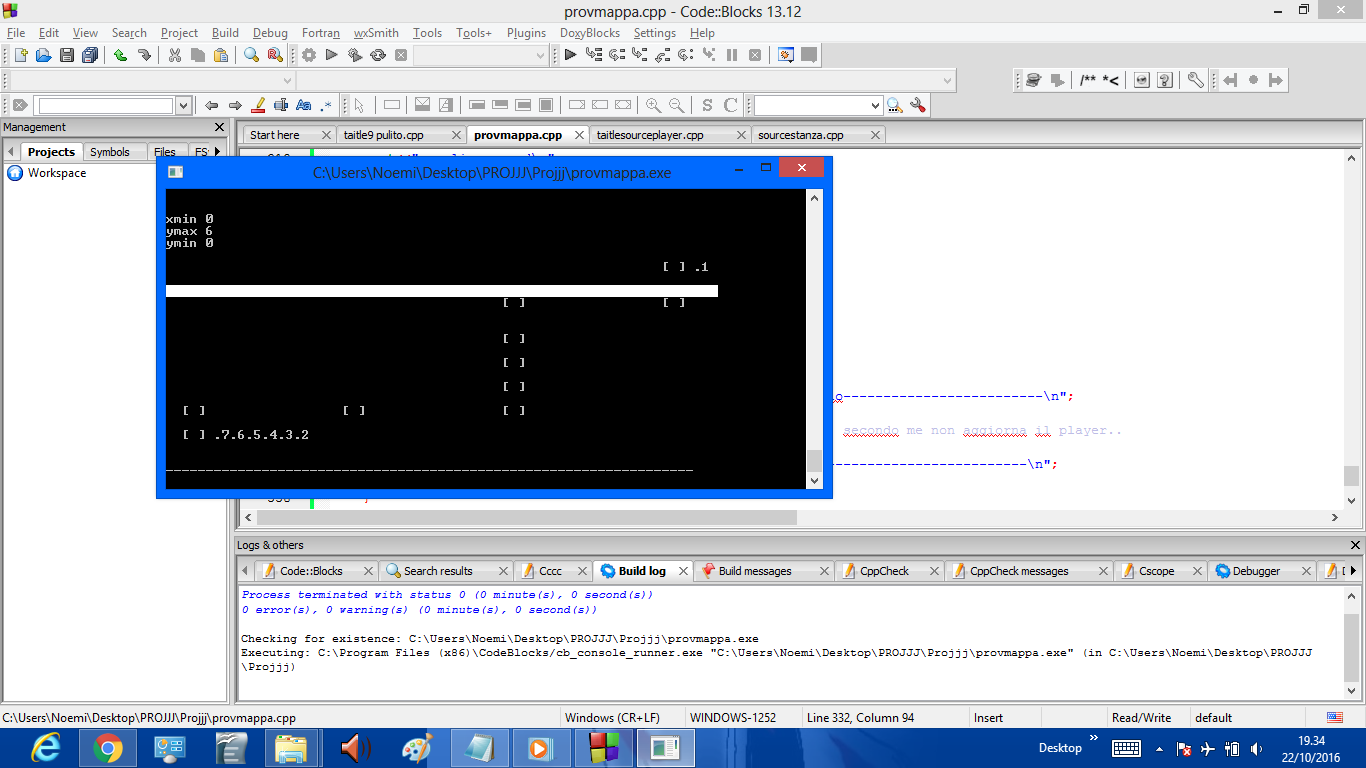 provmappa.cpp - Code::Blocks 13.12
File Edit View Search Project Build Debug Fortran wxSmith Tools Tools+ Plugins DoxyBlocks Settings Help
/** *<
Aa .*
S C
Management
Start here taitle9 pulito.cpp provmappa.cpp taitlesourceplayer.cpp sourcestanza.cpp
Projects Symbols Files
Workspace
C:\Users\Noemi\Desktop\PROJJJ\Projjj\provmappa.exe
xmin 0
ymax 6
ymin 0
[ ] .1
[ ] [ ]
[ ]
[ ]
[ ]
[ ] [ ] [ ]
[ ] .7.6.5.4.3.2
___________________________________________________________________
-------------------------\n";
secondo me non aggiorna il player..
-------------------------\n";
Logs & others
Code::Blocks Search results Cccc Build log Build messages CppCheck CppCheck messages Cscope Debugger
Process terminated with status 0 (0 minute(s), 0 second(s))
0 error(s), 0 warning(s) (0 minute(s), 0 second(s))
Checking for existence: C:\Users\Noemi\Desktop\PROJJJ\Projjj\provmappa.exe
Executing: C:\Program Files (x86)\CodeBlocks/cb_console_runner.exe "C:\Users\Noemi\Desktop\PROJJJ\Projjj\provmappa.exe" (in C:\Users\Noemi\Desktop\PROJJJ
\Projjj)
C:\Users\Noemi\Desktop\PROJJJ\Projjj\provmappa.cpp Windows (CR+LF) WINDOWS-1252 Line 332, Column 94 Insert Read/Write default
Desktop
19.34
22/10/2016